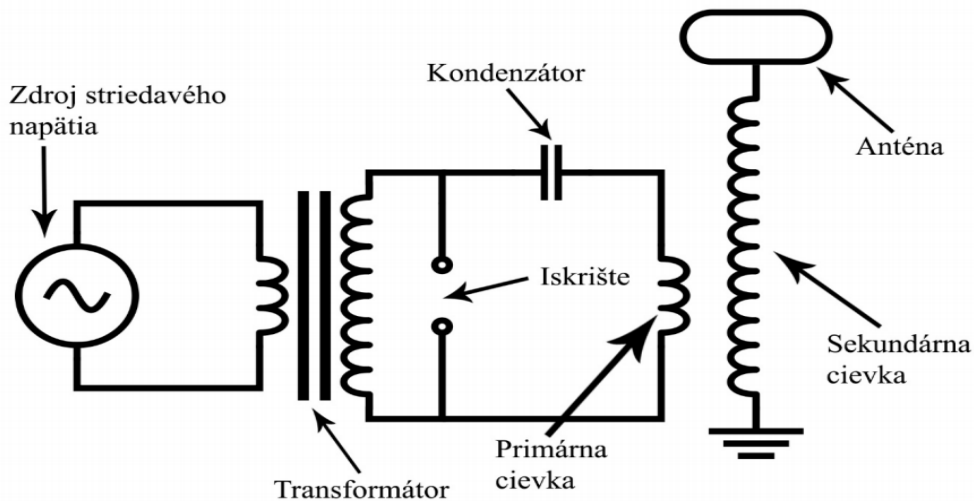 Zdroj striedavého
napätia
Kondenzátor
Anténa
Iskrište
Sekundárna
cievka
Primárna
cievka
Transformátor